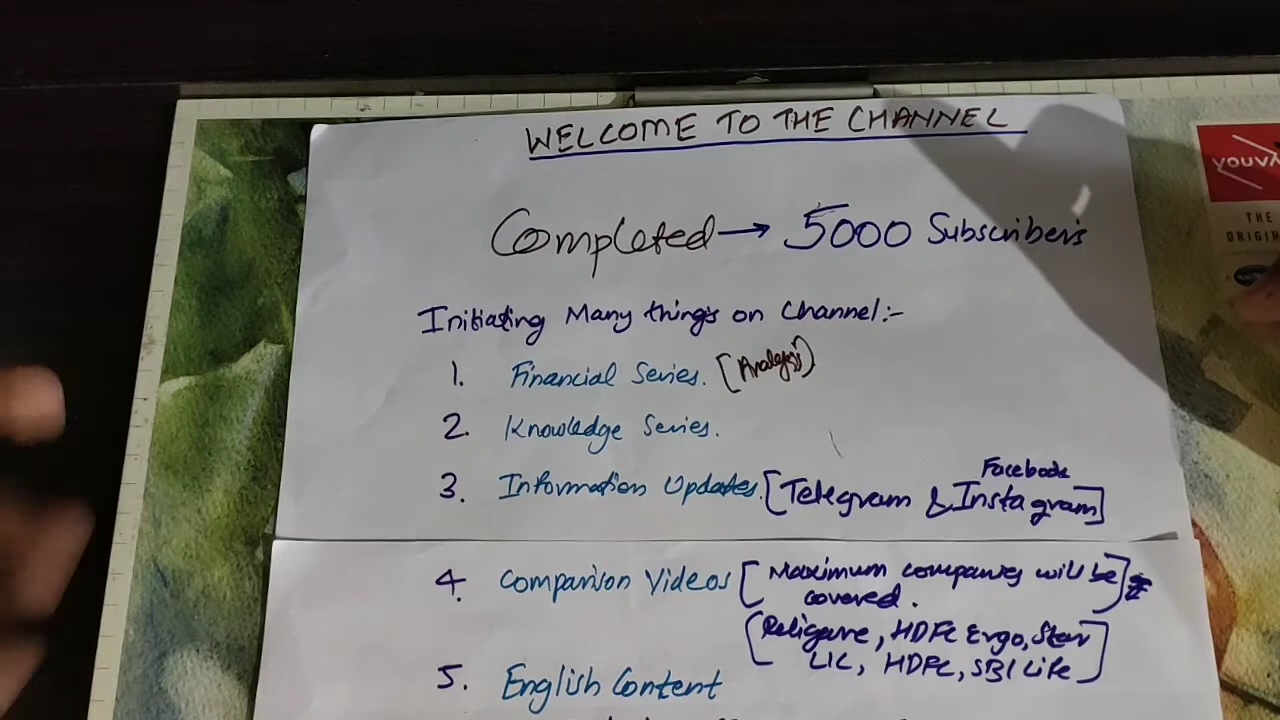 WELCOME TO THE CHANNEL
Completed → 5000 Subscribers
Initiating Many things on Channel:-
1. Financial Series. [Analysis]
2. Knowledge Series.
Facebook
3. Information Updates. [Telegram & Instagram]
4. Comparison Videos [Maximum companies will be
covered.]
[Religare, HDFC Ergo, Star
LIC, HDFC, SBI Life]
5. English Content
THE
ORIGIN